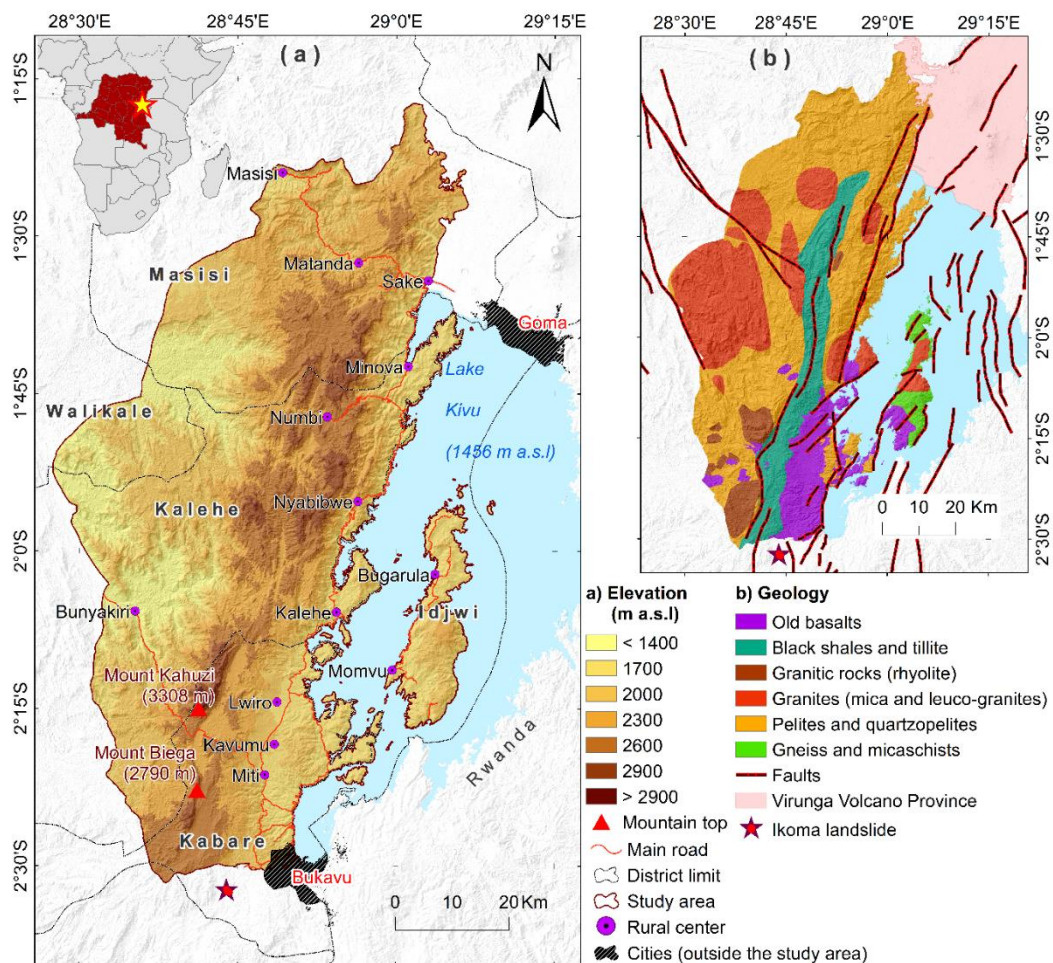 28°30'E 28°45'E 29°0'E
28°45'E 29°0'E 29°15'E
( a )
( b )
N
1°15'S
1°30'S
1°45'S
2°0'S
2°15'S
2°30'S
1°30'S
1°45'S
2°0'S
2°15'S
2°30'S
Masisi
Matanda
Masisi
Sake
Goma
Minova
Lake
Kivu
(1456 m a.s.l)
Walikale
Numbi
Kalehe
Nyabibwe
Bugarula
Idjwi
Bunyakiri
Kalehe
Mount Kahuzi
(3308 m)
Momvu
Lwiro
Kavumu
Mount Biega
(2790 m)
Miti
Rwanda
Kabare
Bukavu
0 10 20 Km
0 10 20 Km
28°30'E 28°45'E 29°0'E 29°15'E
a) Elevation
(m a.s.l)
< 1400
1700
2000
2300
2600
2900
> 2900
Mountain top
Main road
District limit
Study area
Rural center
Cities (outside the study area)
b) Geology
Old basalts
Black shales and tillite
Granitic rocks (rhyolite)
Granites (mica and leuco-granites)
Pelites and quartzopelites
Gneiss and micaschists
Faults
Virunga Volcano Province
Ikoma landslide